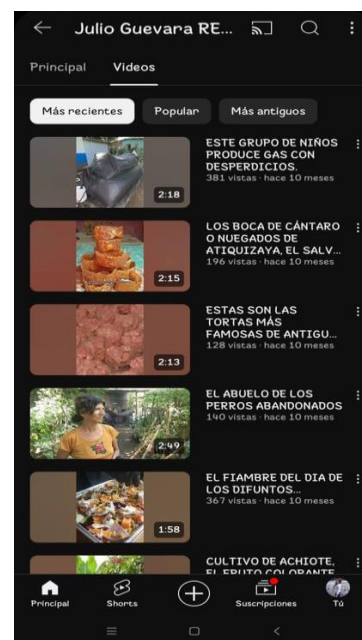 Julio Guevara RE...
Principal Videos
Más recientes Popular Más antiguos
ESTE GRUPO DE NIÑOS
PRODUCE GAS CON
DESPERDICIOS.
381 vistas · hace 10 meses
2:18
LOS BOCA DE CÁNTARO
O NUEGADOS DE
ATIQUIZAYA, EL SALV...
196 vistas · hace 10 meses
2:15
ESTAS SON LAS
TORTAS MÁS
FAMOSAS DE ANTIGU...
128 vistas · hace 10 meses
2:13
EL ABUELO DE LOS
PERROS ABANDONADOS
140 vistas · hace 10 meses
2:49
EL FIAMBRE DEL DIA DE
LOS DIFUNTOS...
367 vistas · hace 10 meses
1:58
CULTIVO DE ACHIOTE,
EL FRUTO COLORANTE
Principal Shorts Suscripciones Tú